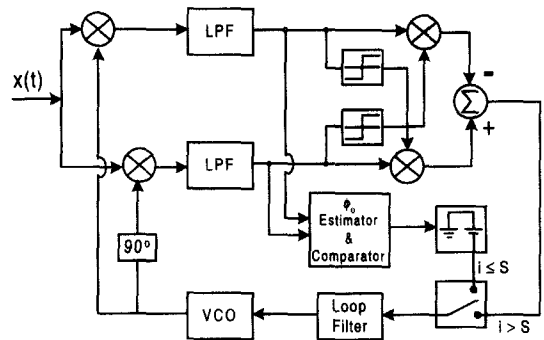 LPF
x(t)
-
Σ
+
LPF
ϕ₀
Estimator
&
Comparator
90°
i ≤ S
VCO
Loop
Filter
i > S